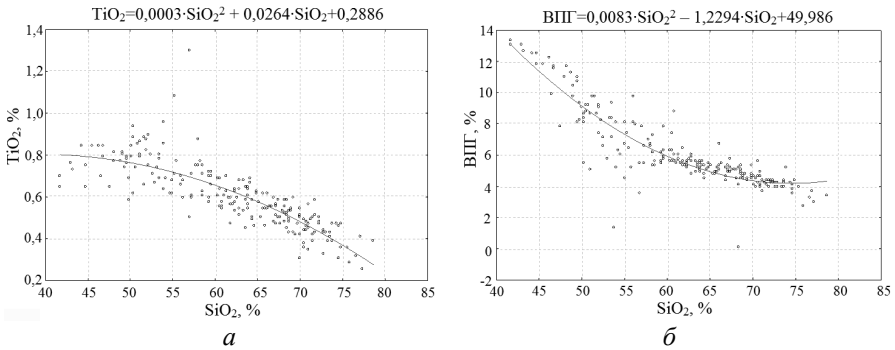 TiO₂=0,0003·SiO₂² + 0,0264·SiO₂+0,2886
1,4
1,2
1,0
0,8
0,6
0,4
0,2
TiO₂, %
40 45 50 55 60 65 70 75 80 85
SiO₂, %
а
ВПГ=0,0083·SiO₂² – 1,2294·SiO₂+49,986
14
12
10
8
6
4
2
0
-2
ВПГ, %
40 45 50 55 60 65 70 75 80 85
SiO₂, %
б